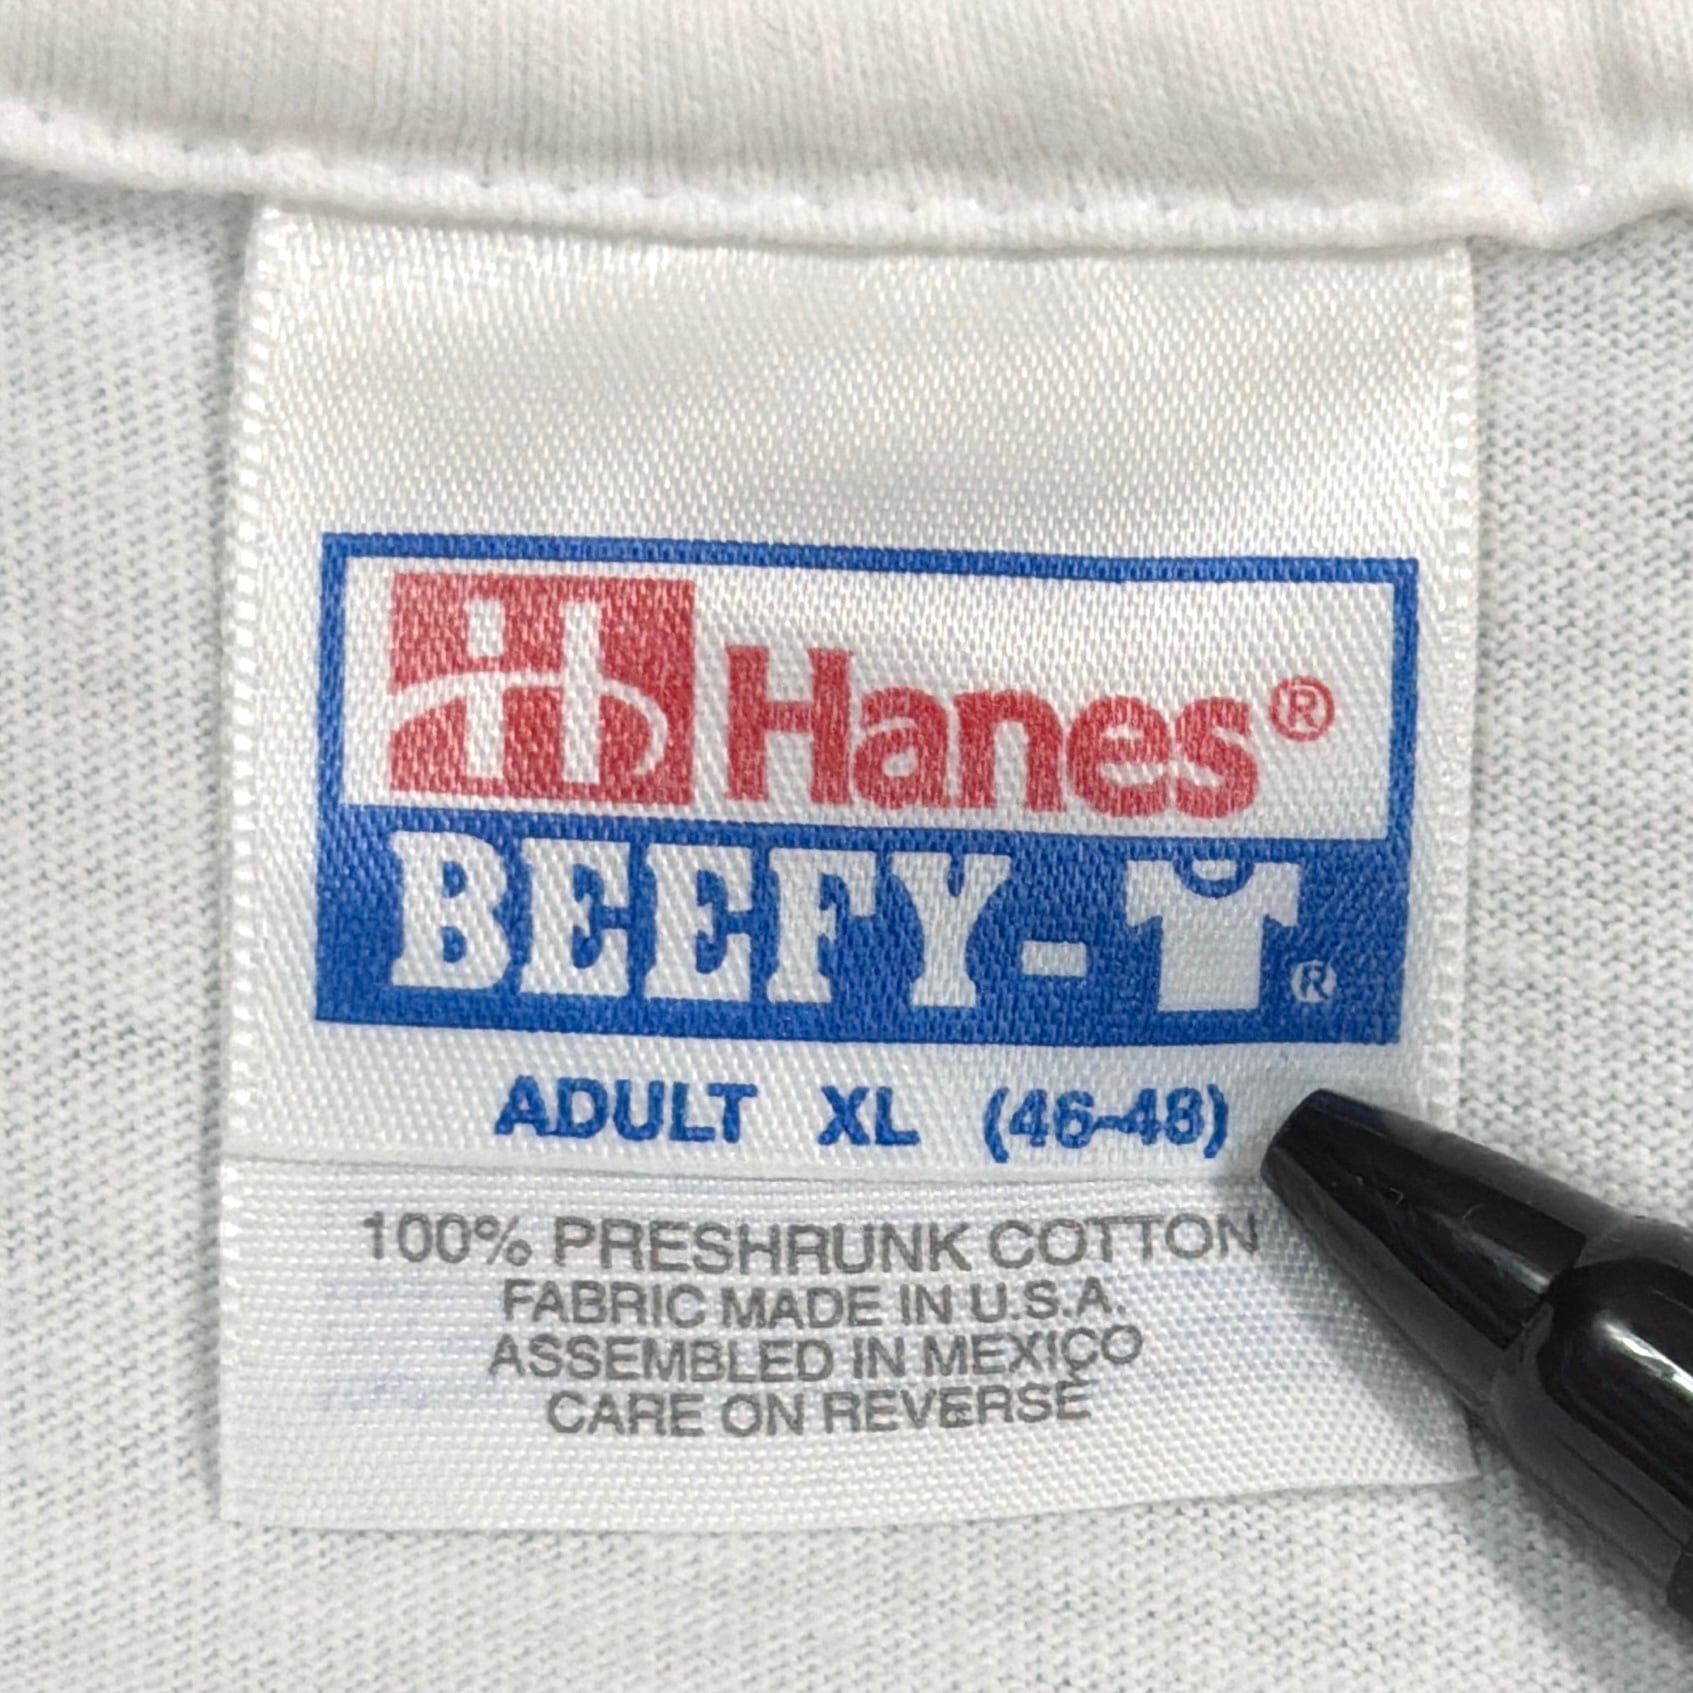 Hanes®
BEEFY-T®
ADULT XL (46-48)
100% PRESHRUNK COTTON
FABRIC MADE IN U.S.A.
ASSEMBLED IN MEXICO
CARE ON REVERSE